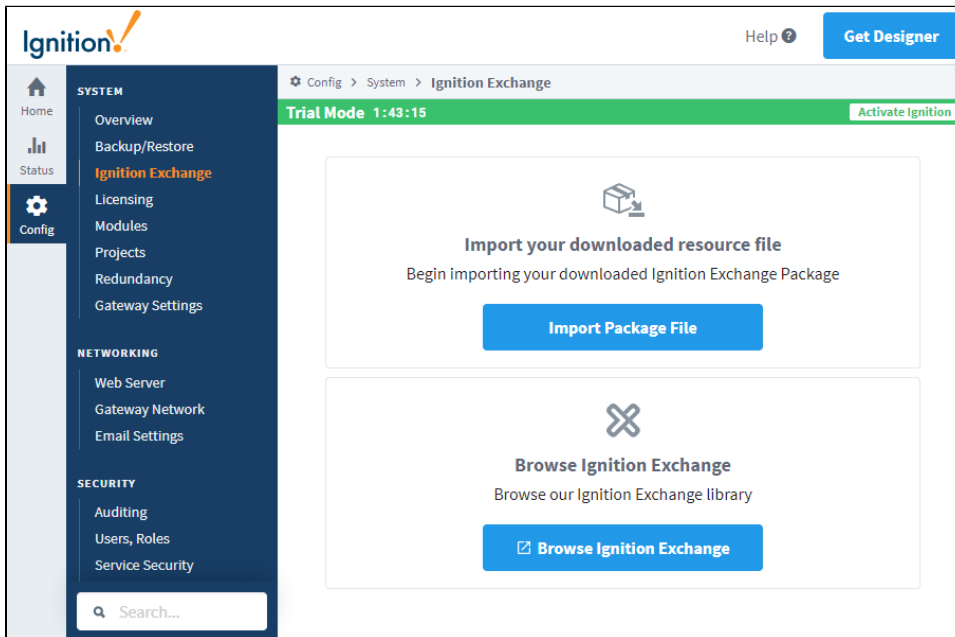 Ignition!
Help
Get Designer
Home
Status
Config
SYSTEM
Overview
Backup/Restore
Ignition Exchange
Licensing
Modules
Projects
Redundancy
Gateway Settings
NETWORKING
Web Server
Gateway Network
Email Settings
SECURITY
Auditing
Users, Roles
Service Security
Search...
Config > System > Ignition Exchange
Trial Mode 1:43:15
Activate Ignition
Import your downloaded resource file
Begin importing your downloaded Ignition Exchange Package
Import Package File
Browse Ignition Exchange
Browse our Ignition Exchange library
Browse Ignition Exchange